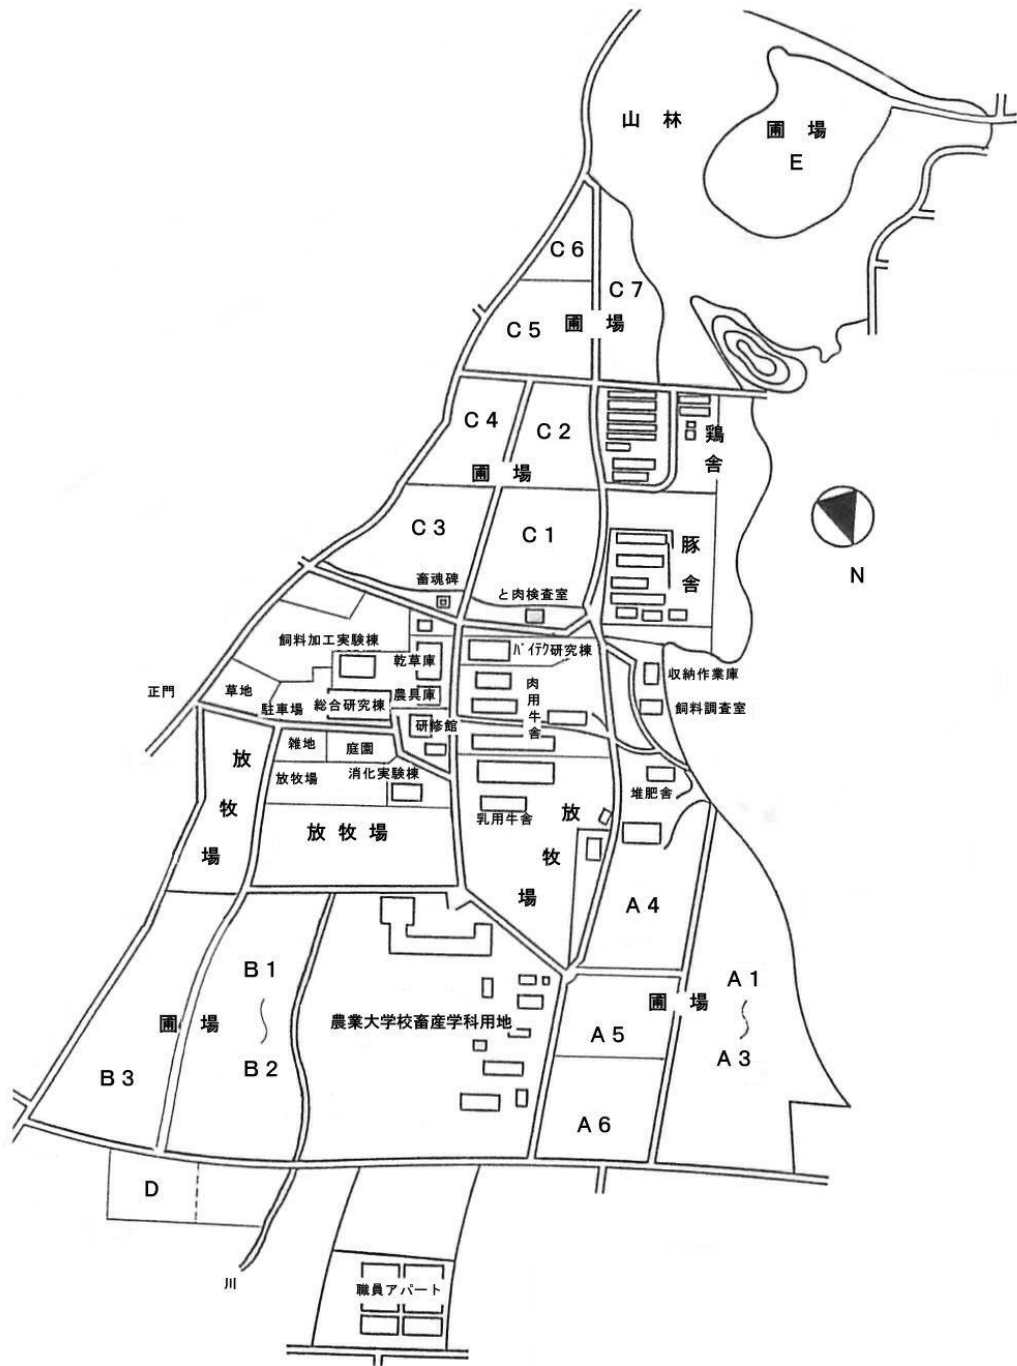 山 林
圃 場
E
C 6
C 7
C 5
圃 場
C 4
C 2
鶏舎
圃 場
C 3
C 1
豚舎
N
畜魂碑
と肉検査室
飼料加工実験棟
乾草庫
バイテク研究棟
収納作業庫
正門
草地
駐車場
総合研究棟
農具庫
肉用牛舎
飼料調査室
研修館
雑地
庭園
放牧場
放牧場
消化実験棟
堆肥舎
乳用牛舎
放牧場
放 牧 場
A 4
B 1
A 1
圃 場
圃 場
農業大学校畜産学科用地
A 5
B 2
A 3
B 3
A 6
D
川
職員アパート